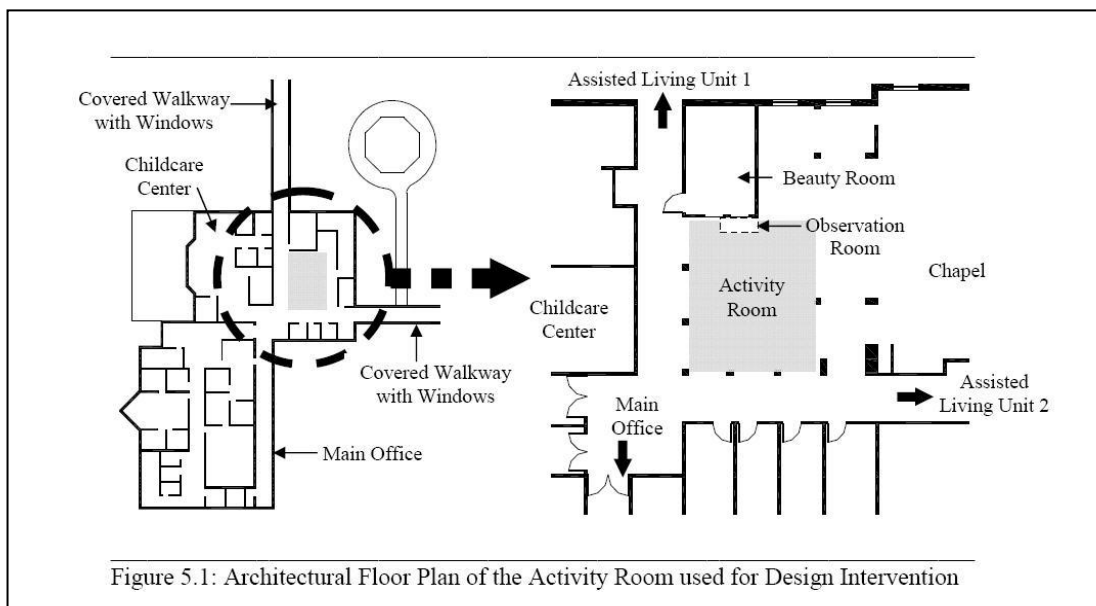 Covered Walkway
with Windows
Childcare
Center
Covered Walkway
with Windows
Main Office
Assisted Living Unit 1
Beauty Room
Observation
Room
Activity
Room
Chapel
Childcare
Center
Main
Office
Assisted
Living Unit 2
Figure 5.1: Architectural Floor Plan of the Activity Room used for Design Intervention